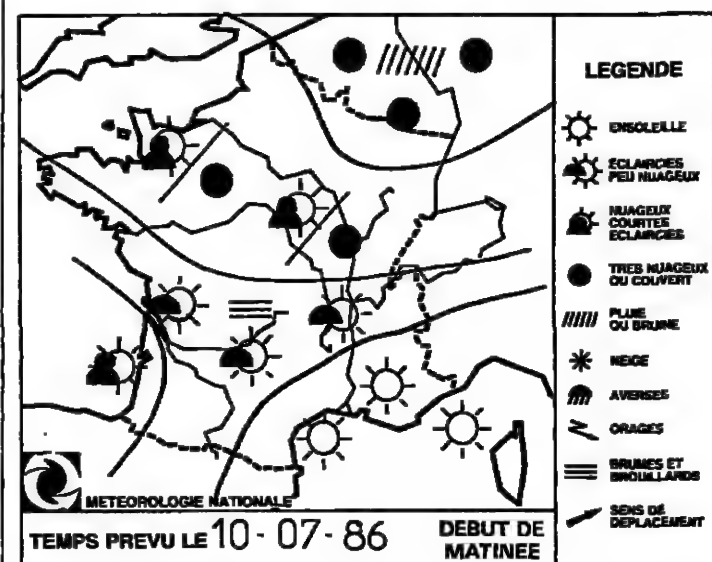 LEGENDE
ENSOLEILLE
ECLAIRCIES
PEU NUAGEUX
NUAGEUX
COURTES
ECLAIRCIES
TRES NUAGEUX
OU COUVERT
PLUIE
OU BRUINE
NEIGE
AVERSES
ORAGES
BRUMES ET
BROUILLARDS
SENS DE
DEPLACEMENT
METEOROLOGIE NATIONALE
TEMPS PREVU LE 10-07-86 DEBUT DE
MATINEE